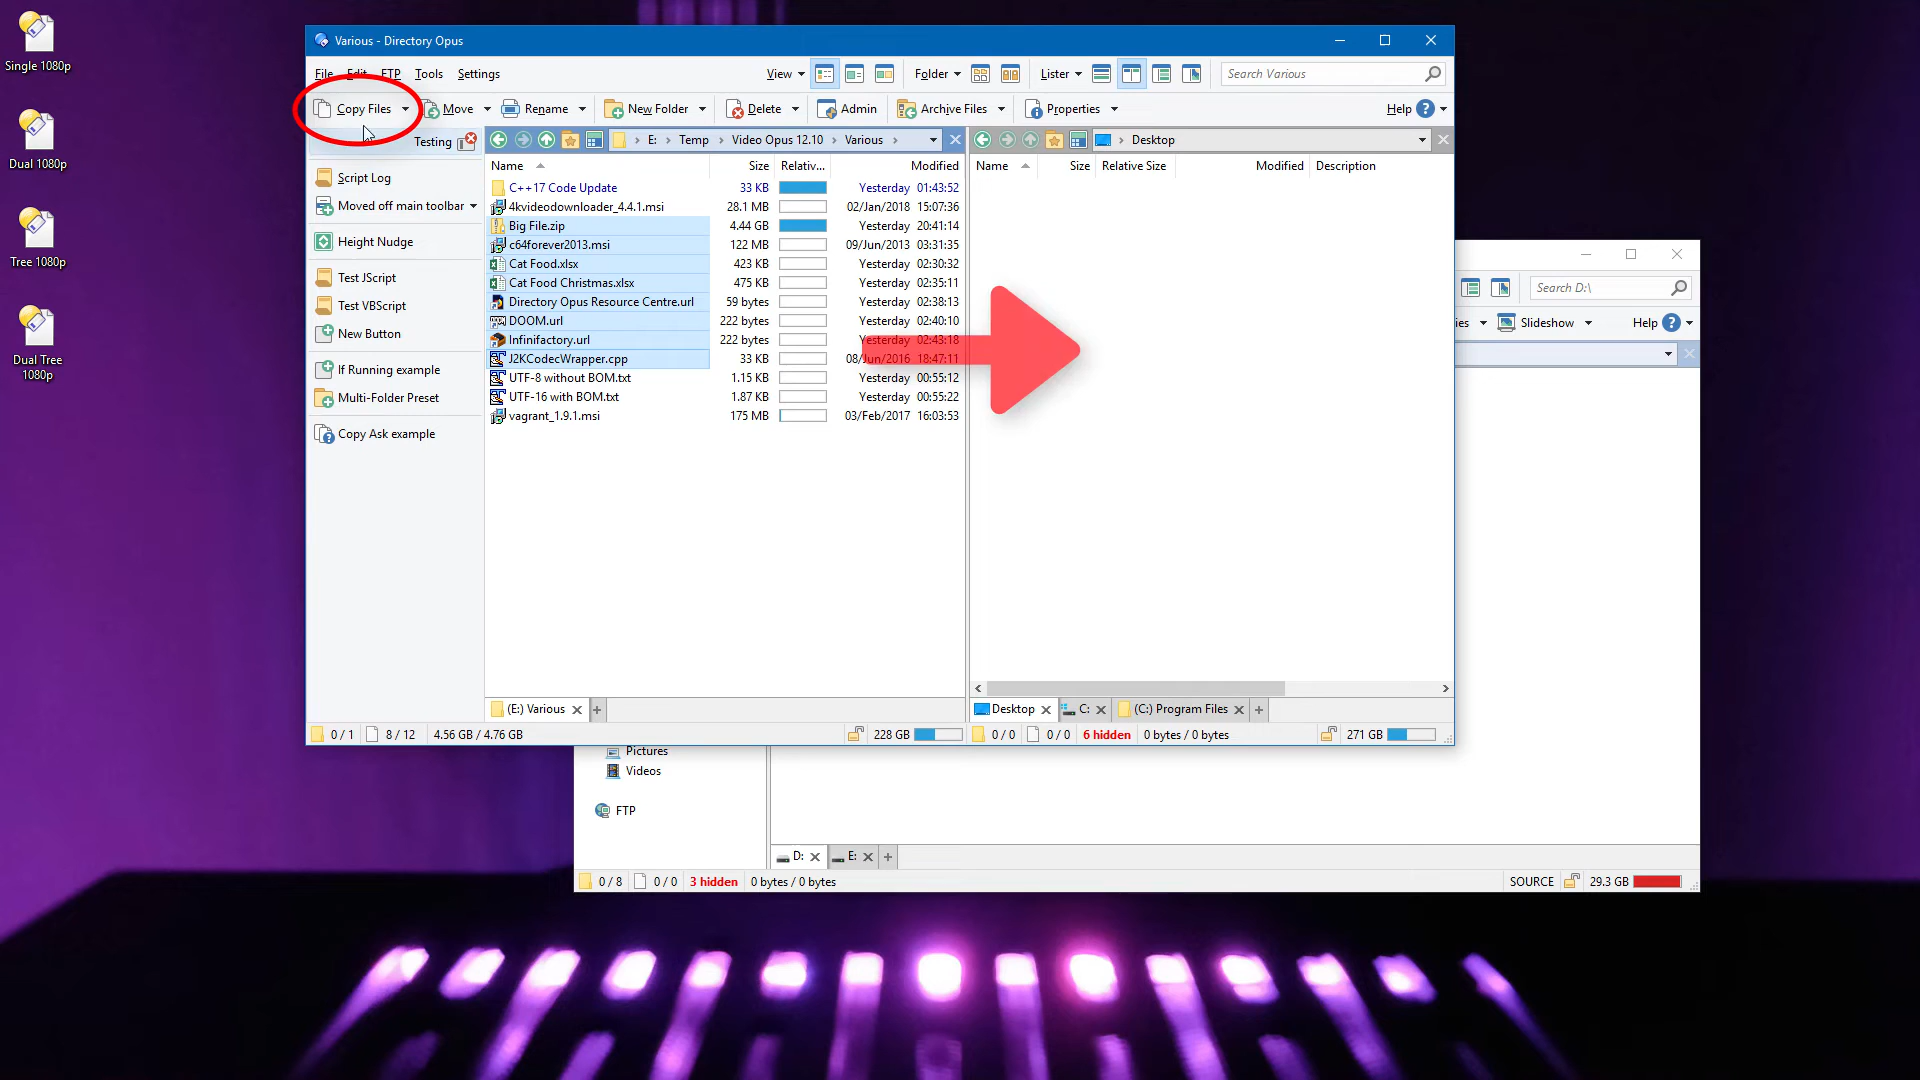 Single 1080p
Dual 1080p
Tree 1080p
Dual Tree
1080p
Various - Directory Opus
File Edit FTP Tools Settings View Folder Lister Search Various
Copy Files Move Rename New Folder Delete Admin Archive Files Properties Help
Testing
Script Log
Moved off main toolbar
Height Nudge
Test JScript
Test VBScript
New Button
If Running example
Multi-Folder Preset
Copy Ask example
E: Temp Video Opus 12.10 Various
Name Size Relativ... Modified
C++17 Code Update 33 KB Yesterday 01:43:52
4kvideodownloader_4.4.1.msi 28.1 MB 02/Jan/2018 15:07:36
Big File.zip 4.44 GB Yesterday 20:41:14
c64forever2013.msi 122 MB 09/Jun/2013 03:31:35
Cat Food.xlsx 423 KB Yesterday 02:30:32
Cat Food Christmas.xlsx 475 KB Yesterday 02:35:11
Directory Opus Resource Centre.url 59 bytes Yesterday 02:38:13
DOOM.url 222 bytes Yesterday 02:40:10
Infinifactory.url 222 bytes Yesterday 02:43:18
J2KCodecWrapper.cpp 33 KB 08/Jun/2016 18:47:11
UTF-8 without BOM.txt 1.15 KB Yesterday 00:55:12
UTF-16 with BOM.txt 1.87 KB Yesterday 00:55:22
vagrant_1.9.1.msi 175 MB 03/Feb/2017 16:03:53
(E:) Various
0 / 1 8 / 12 4.56 GB / 4.76 GB 228 GB
Desktop
Name Size Relative Size Modified Description
Desktop C: (C:) Program Files
0 / 0 0 / 0 6 hidden 0 bytes / 0 bytes 271 GB
Search D:\
ies Slideshow Help
Pictures
Videos
FTP
D: E:
0 / 8 0 / 0 3 hidden 0 bytes / 0 bytes SOURCE 29.3 GB